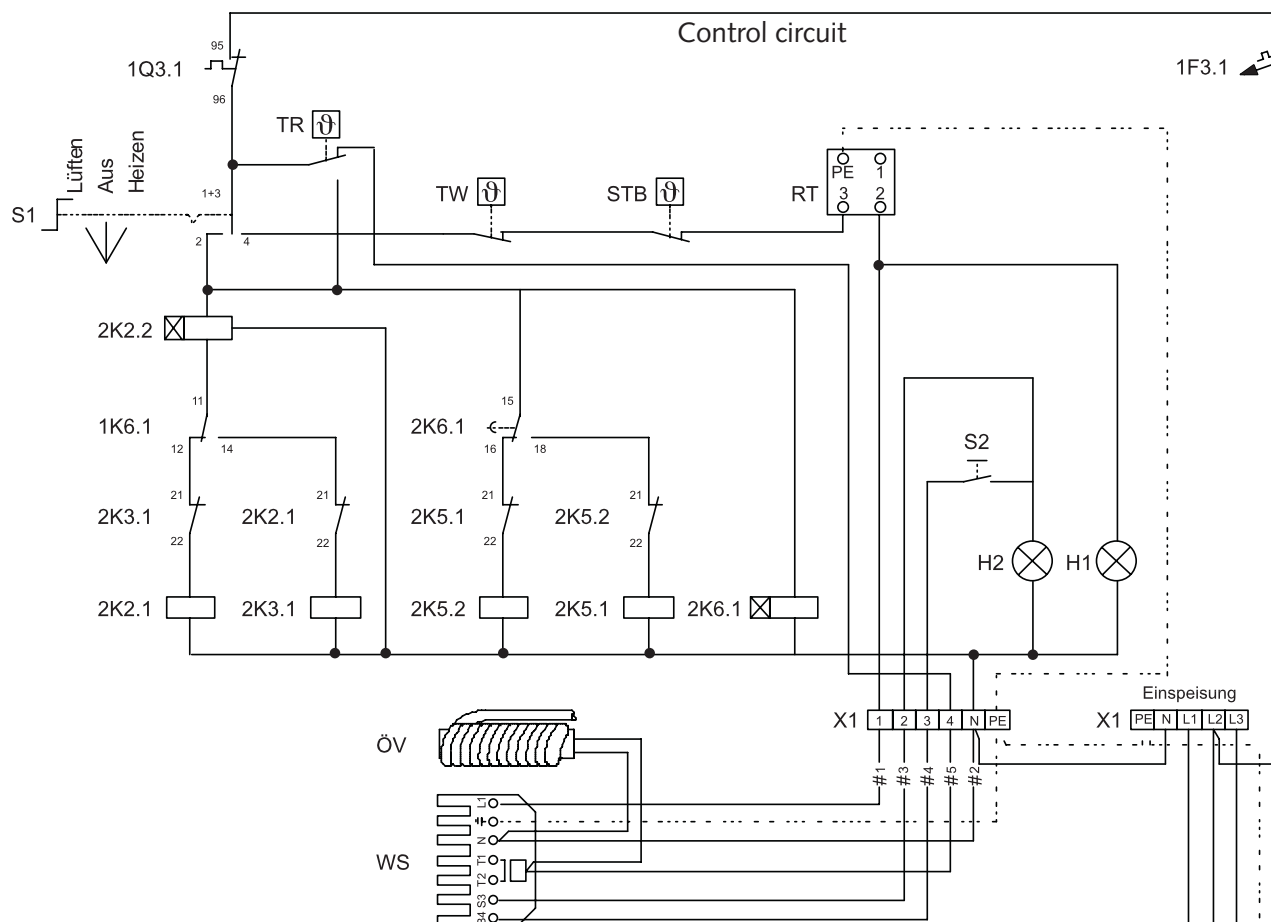 Control circuit
95
1Q3.1
96
1F3.1
TR ϑ
Lüften
Aus
Heizen
1+3
S1
2 4
TW ϑ
STB ϑ
RT
PE 1
3 2
2K2.2
11
1K6.1
12 14
15
2K6.1
16 18
S2
21 21 21 21
2K3.1 2K2.1 2K5.1 2K5.2
22 22 22 22
H2 H1
2K2.1 2K3.1 2K5.2 2K5.1 2K6.1
Einspeisung
X1 1 2 3 4 N PE
X1 PE N L1 L2 L3
ÖV
#1 #3 #4 #5 #2
WS
L1
N
T1
T2
S3
B4